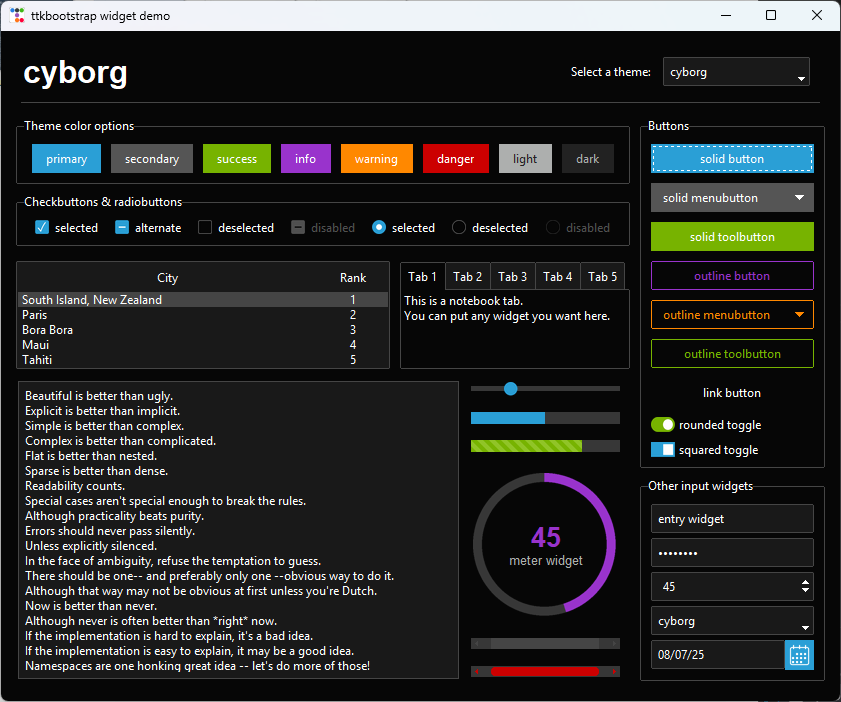 ttkbootstrap widget demo
cyborg
Select a theme:
cyborg
Theme color options
primary
secondary
success
info
warning
danger
light
dark
Checkbuttons & radiobuttons
selected
alternate
deselected
disabled
selected
deselected
disabled
City Rank
South Island, New Zealand 1
Paris 2
Bora Bora 3
Maui 4
Tahiti 5
Tab 1
Tab 2
Tab 3
Tab 4
Tab 5
This is a notebook tab.
You can put any widget you want here.
Beautiful is better than ugly.
Explicit is better than implicit.
Simple is better than complex.
Complex is better than complicated.
Flat is better than nested.
Sparse is better than dense.
Readability counts.
Special cases aren't special enough to break the rules.
Although practicality beats purity.
Errors should never pass silently.
Unless explicitly silenced.
In the face of ambiguity, refuse the temptation to guess.
There should be one-- and preferably only one --obvious way to do it.
Although that way may not be obvious at first unless you're Dutch.
Now is better than never.
Although never is often better than *right* now.
If the implementation is hard to explain, it's a bad idea.
If the implementation is easy to explain, it may be a good idea.
Namespaces are one honking great idea -- let's do more of those!
45
meter widget
Buttons
solid button
solid menubutton
solid toolbutton
outline button
outline menubutton
outline toolbutton
link button
rounded toggle
squared toggle
Other input widgets
entry widget
••••••••
45
cyborg
08/07/25